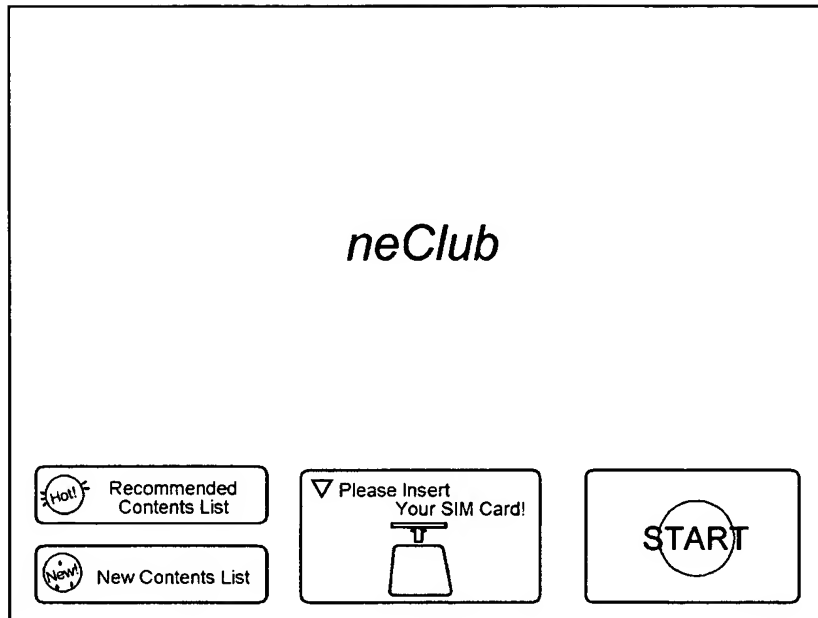 neClub
Hot!
Recommended
Contents List
New!
New Contents List
▽ Please Insert
Your SIM Card!
START